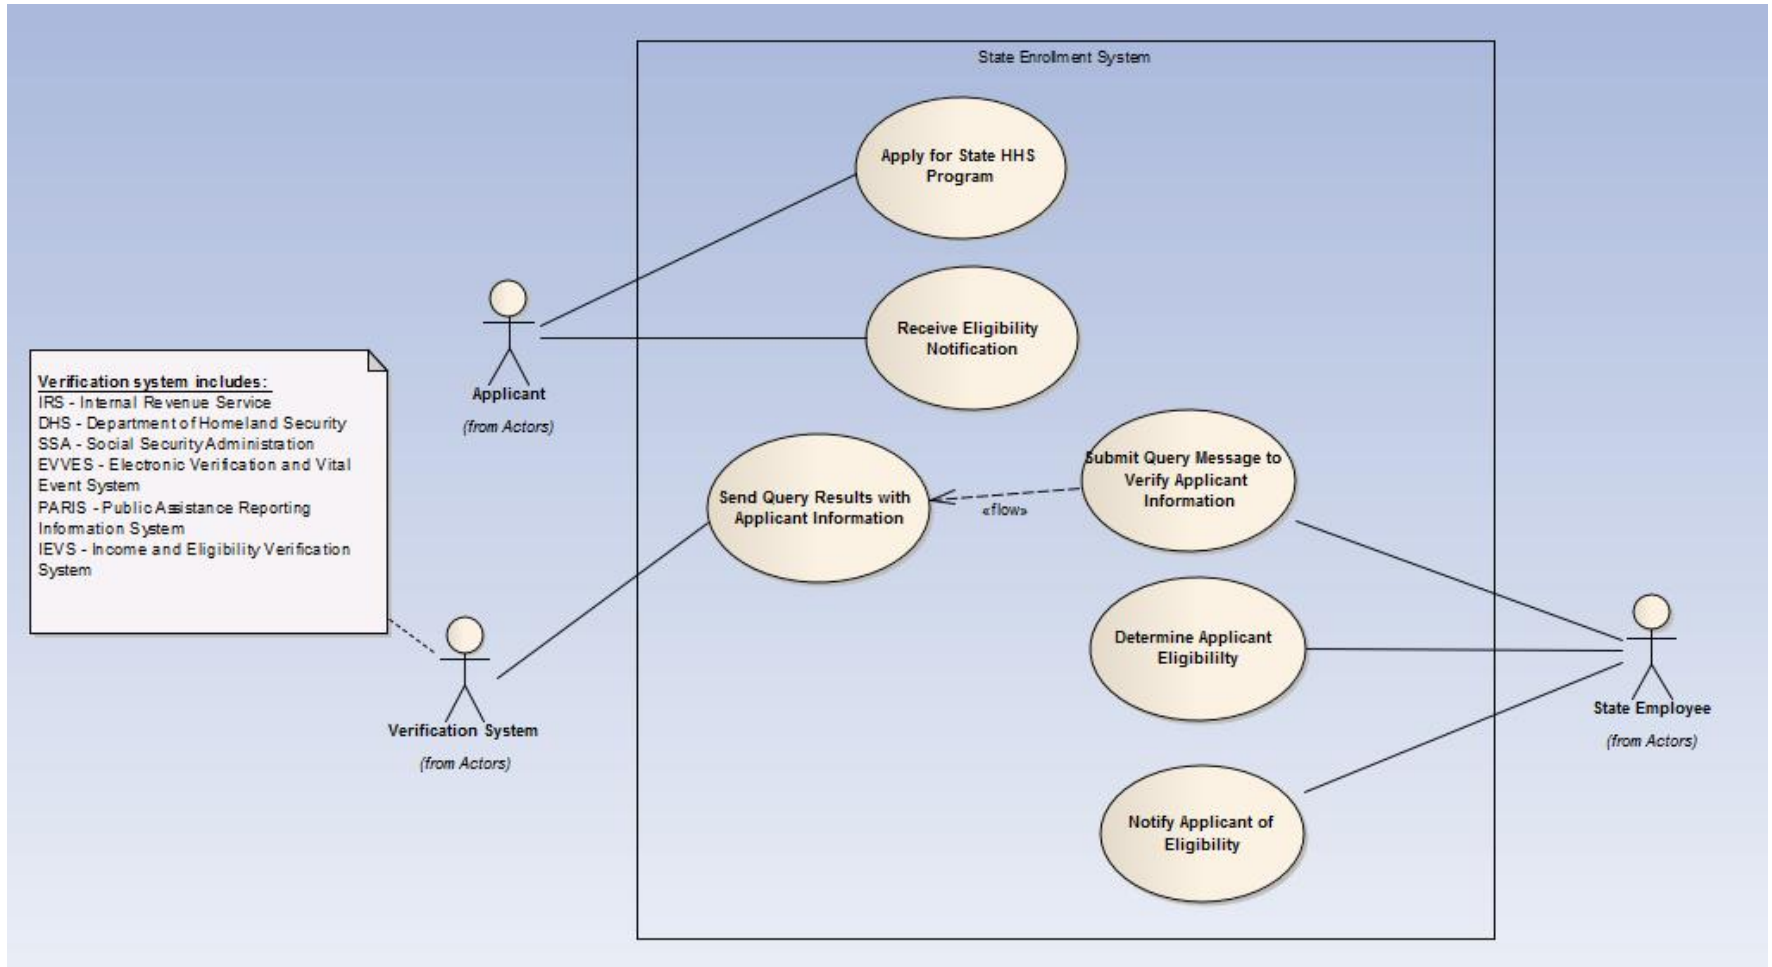 State Enrollment System
Apply for State HHS
Program
Receive Eligibility
Notification
Applicant
(from Actors)
Verification system includes:
IRS - Internal Revenue Service
DHS - Department of Homeland Security
SSA - Social Security Administration
EVVES - Electronic Verification and Vital
Event System
PARIS - Public Assistance Reporting
Information System
IEVS - Income and Eligibility Verification
System
Send Query Results with
Applicant Information
«flow»
Submit Query Message to
Verify Applicant
Information
Determine Applicant
Eligibililty
Verification System
(from Actors)
State Employee
(from Actors)
Notify Applicant of
Eligibility